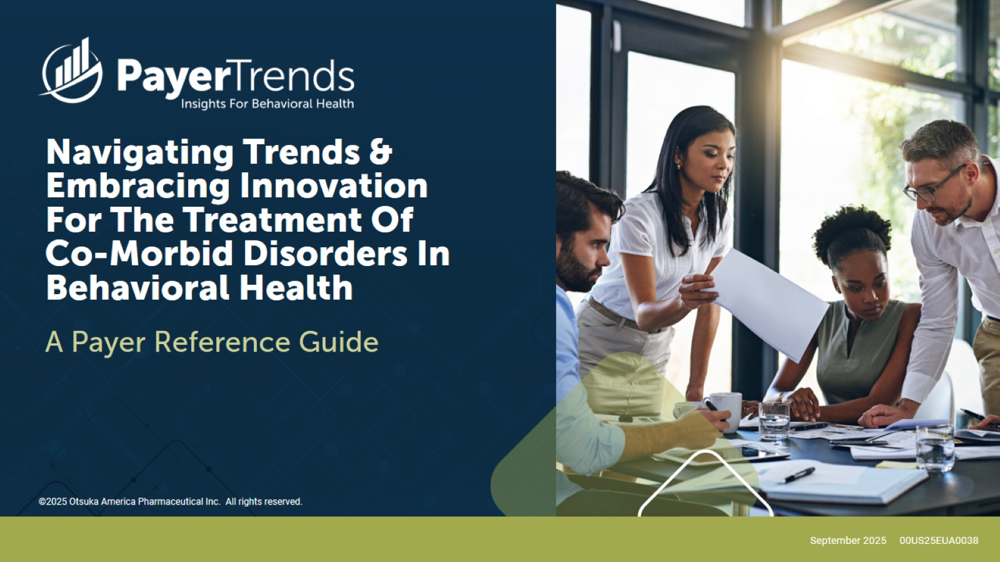 PayerTrends
Insights For Behavioral Health
Navigating Trends &
Embracing Innovation
For The Treatment Of
Co-Morbid Disorders In
Behavioral Health
A Payer Reference Guide
©2025 Otsuka America Pharmaceutical Inc.  All rights reserved.
September 2025    00US25EUA0038